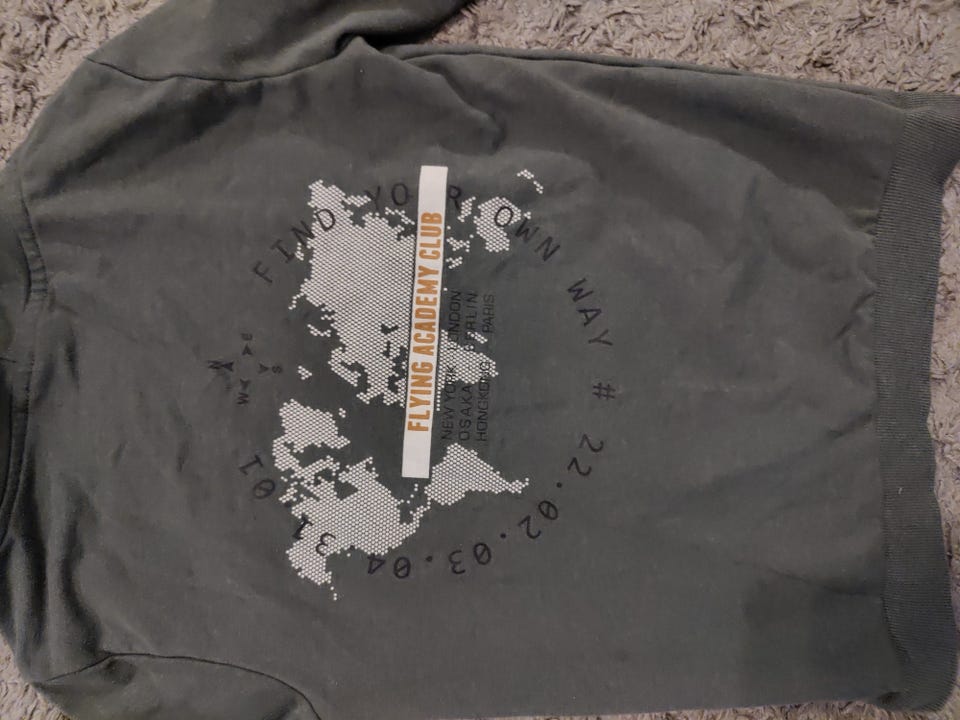 FIND YOUR OWN WAY # 22.02.03.04 31 01
N
W E
S
FLYING ACADEMY CLUB
NEW YORK LONDON
OSAKA BERLIN
HONGKONG PARIS